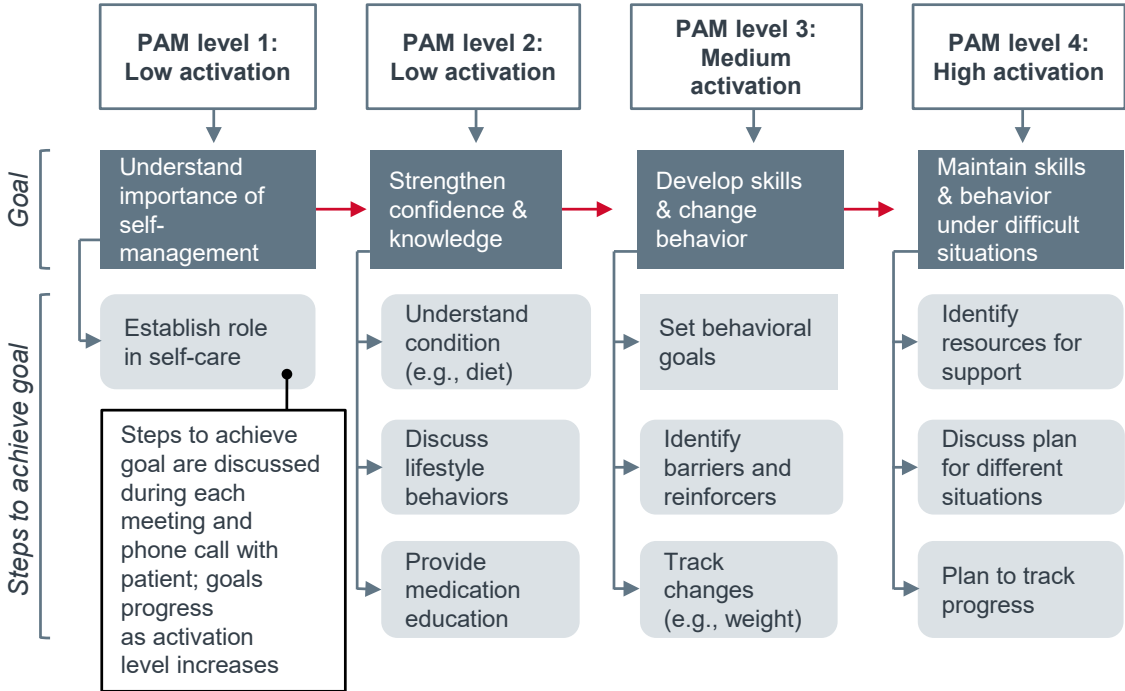 PAM level 1:
Low activation
PAM level 2:
Low activation
PAM level 3:
Medium
activation
PAM level 4:
High activation
Goal
Understand
importance of
self-
management
Strengthen
confidence &
knowledge
Develop skills
& change
behavior
Maintain skills
& behavior
under difficult
situations
Steps to achieve goal
Establish role
in self-care
Steps to achieve
goal are discussed
during each
meeting and
phone call with
patient; goals
progress
as activation
level increases
Understand
condition
(e.g., diet)
Discuss
lifestyle
behaviors
Provide
medication
education
Set behavioral
goals
Identify
barriers and
reinforcers
Track
changes
(e.g., weight)
Identify
resources for
support
Discuss plan
for different
situations
Plan to track
progress